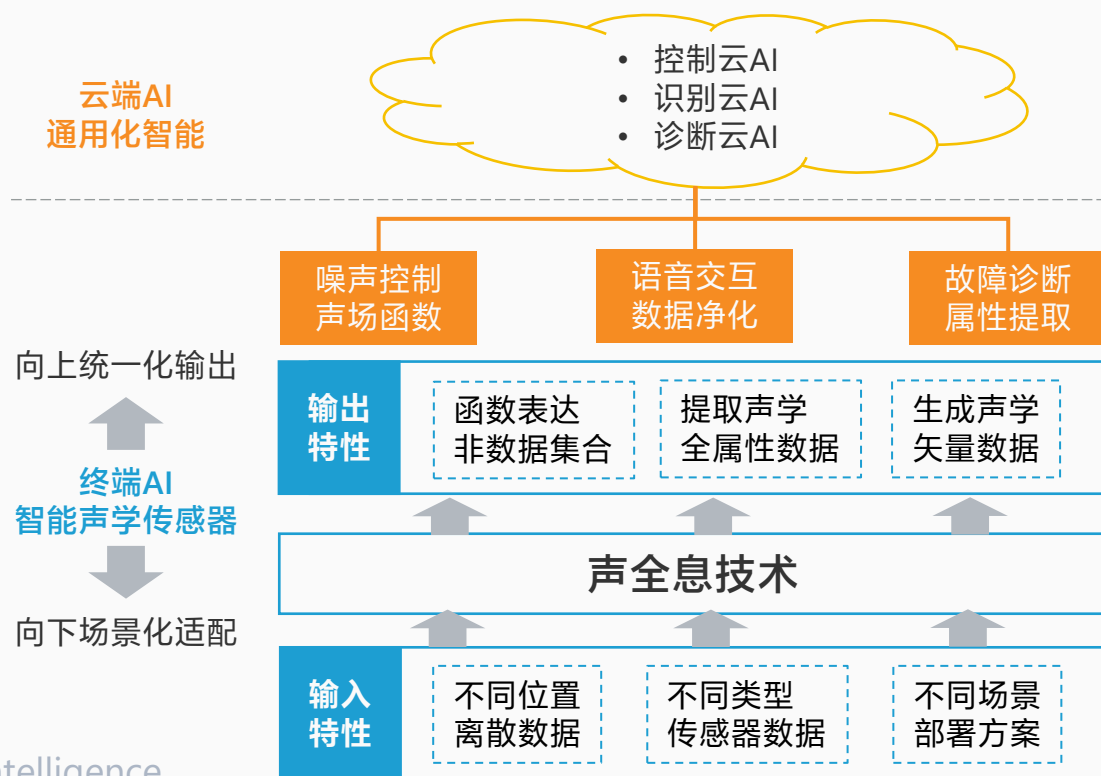 • 控制云AI
• 识别云AI
• 诊断云AI
云端AI
通用化智能
噪声控制
声场函数
语音交互
数据净化
故障诊断
属性提取
向上统一化输出
终端AI
智能声学传感器
向下场景化适配
输出
特性
函数表达
非数据集合
提取声学
全属性数据
生成声学
矢量数据
声全息技术
输入
特性
不同位置
离散数据
不同类型
传感器数据
不同场景
部署方案